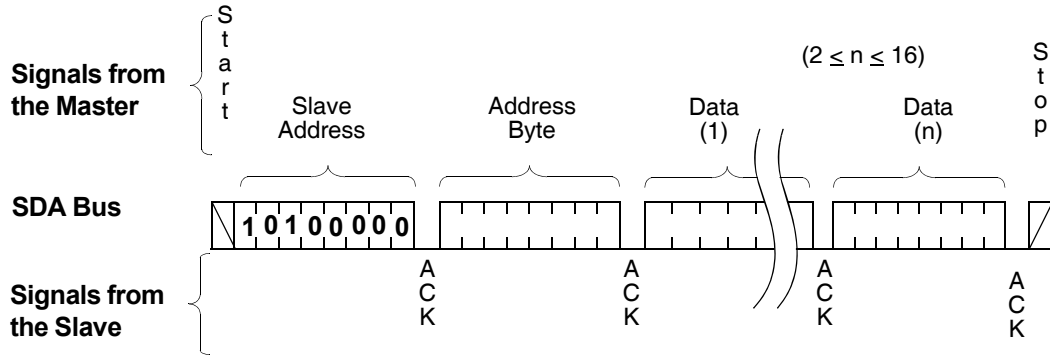 Signals from
the Master
Start
Slave
Address
Address
Byte
Data
(1)
(2 ≤ n ≤ 16)
Data
(n)
Stop
SDA Bus
1 0 1 0 0 0 0 0
Signals from
the Slave
ACK
ACK
ACK
ACK